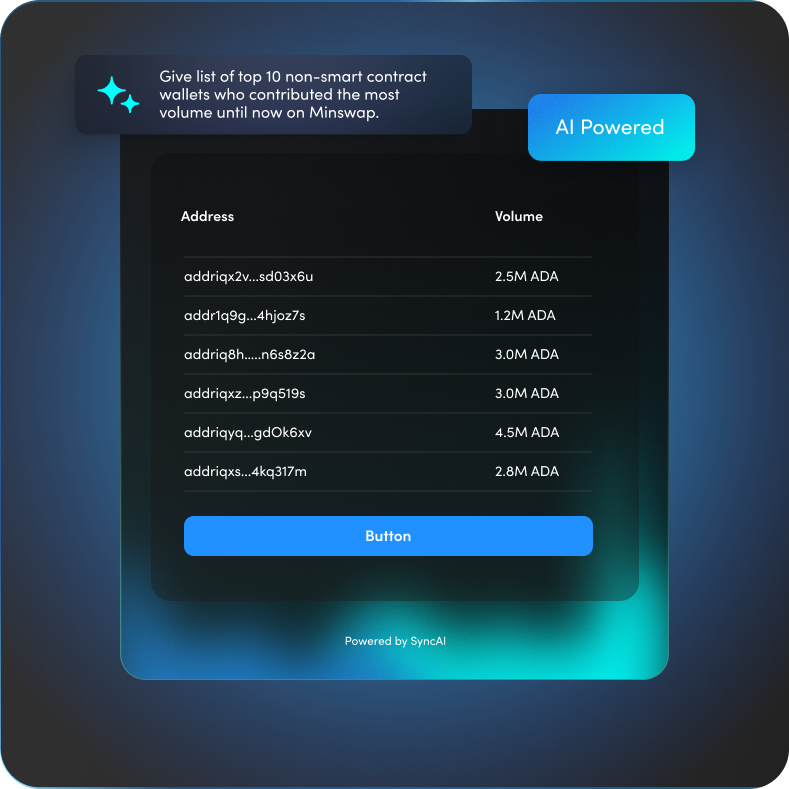 Give list of top 10 non-smart contract
wallets who contributed the most
volume until now on Minswap.
AI Powered
Address Volume
addriqx2v...sd03x6u 2.5M ADA
addr1q9g...4hjoz7s 1.2M ADA
addriq8h.....n6s8z2a 3.0M ADA
addriqxz...p9q519s 3.0M ADA
addriqyq...gdOk6xv 4.5M ADA
addriqxs...4kq317m 2.8M ADA
Button
Powered by SyncAI